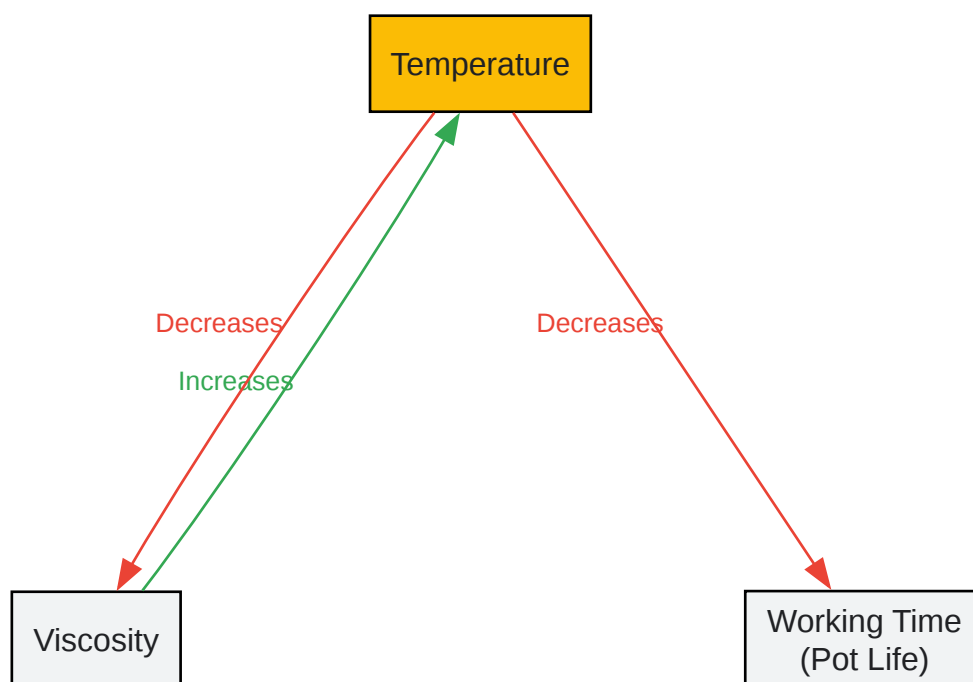 Temperature
Decreases
Decreases
Increases
Viscosity
Working Time
(Pot Life)